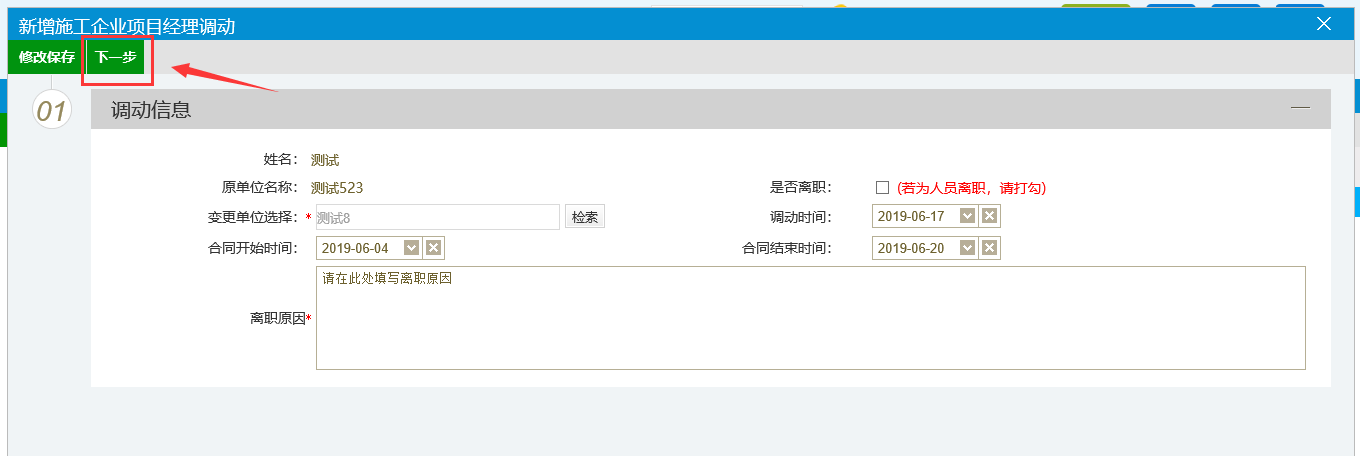 新增施工企业项目经理调动
修改保存 下一步
01 调动信息
姓名： 测试
原单位名称： 测试523 是否离职： (若为人员离职，请打勾)
变更单位选择：* 测试8 检索 调动时间： 2019-06-17
合同开始时间： 2019-06-04 合同结束时间： 2019-06-20
请在此处填写离职原因
离职原因*